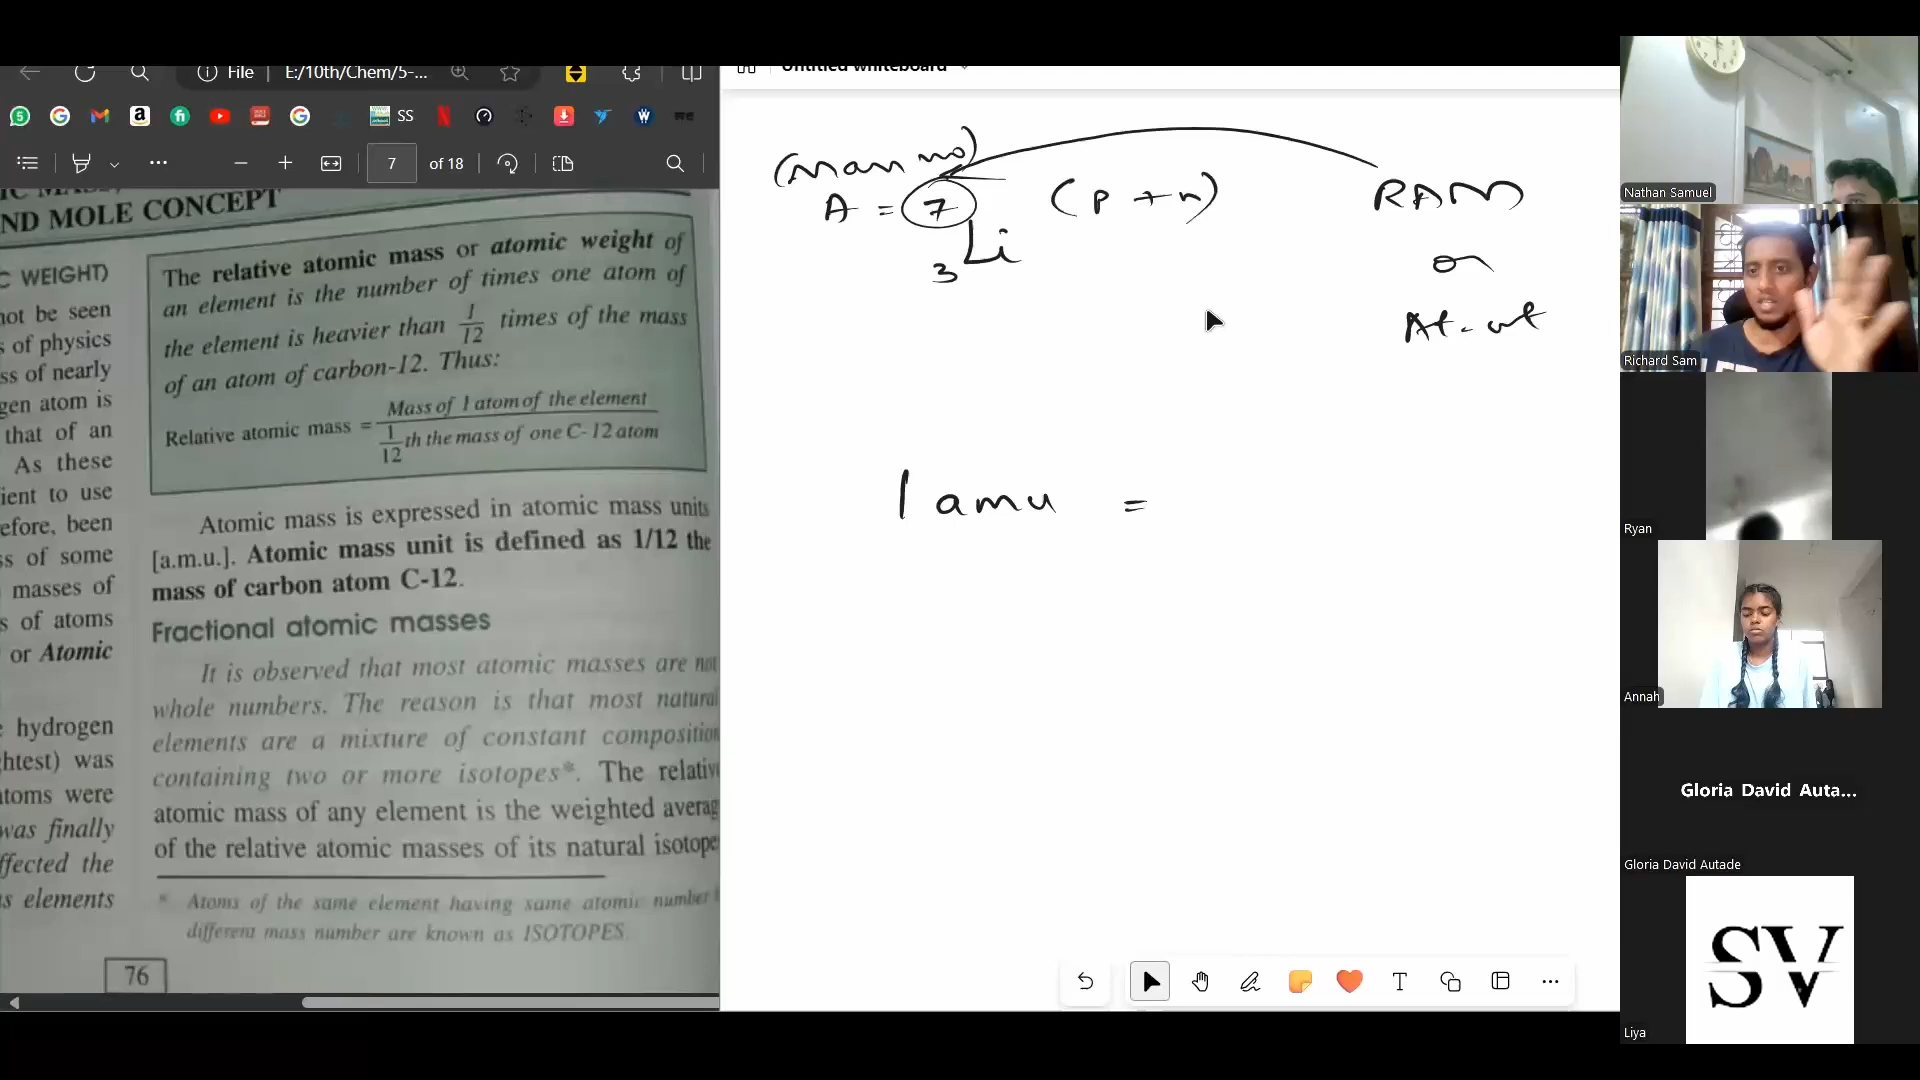 File | E:/10th/Chem/5-...
Untitled whiteboard
SS
7 of 18
ND MOLE CONCEPT
C WEIGHT)
not be seen
s of physics
ss of nearly
gen atom is
that of an
As these
ient to use
efore, been
ss of some
masses of
s of atoms
or Atomic
hydrogen
ghtest) was
atoms were
was finally
ffected the
s elements
The relative atomic mass or atomic weight of
an element is the number of times one atom of
the element is heavier than 1/12 times of the mass
of an atom of carbon-12. Thus:
Relative atomic mass = Mass of 1 atom of the element / 1/12 th the mass of one C-12 atom
Atomic mass is expressed in atomic mass units
[a.m.u.]. Atomic mass unit is defined as 1/12 the
mass of carbon atom C-12.
Fractional atomic masses
It is observed that most atomic masses are not
whole numbers. The reason is that most natural
elements are a mixture of constant composition
containing two or more isotopes*. The relativ
atomic mass of any element is the weighted averag
of the relative atomic masses of its natural isotope
* Atoms of the same element having same atomic number
different mass number are known as ISOTOPES.
76
(Mass no)
A = 7 (p + n) RAM
3 Li or
At. wt
1 amu =
Nathan Samuel
Richard Sam
Ryan
Annah
Gloria David Auta...
Gloria David Autade
SV
Liya